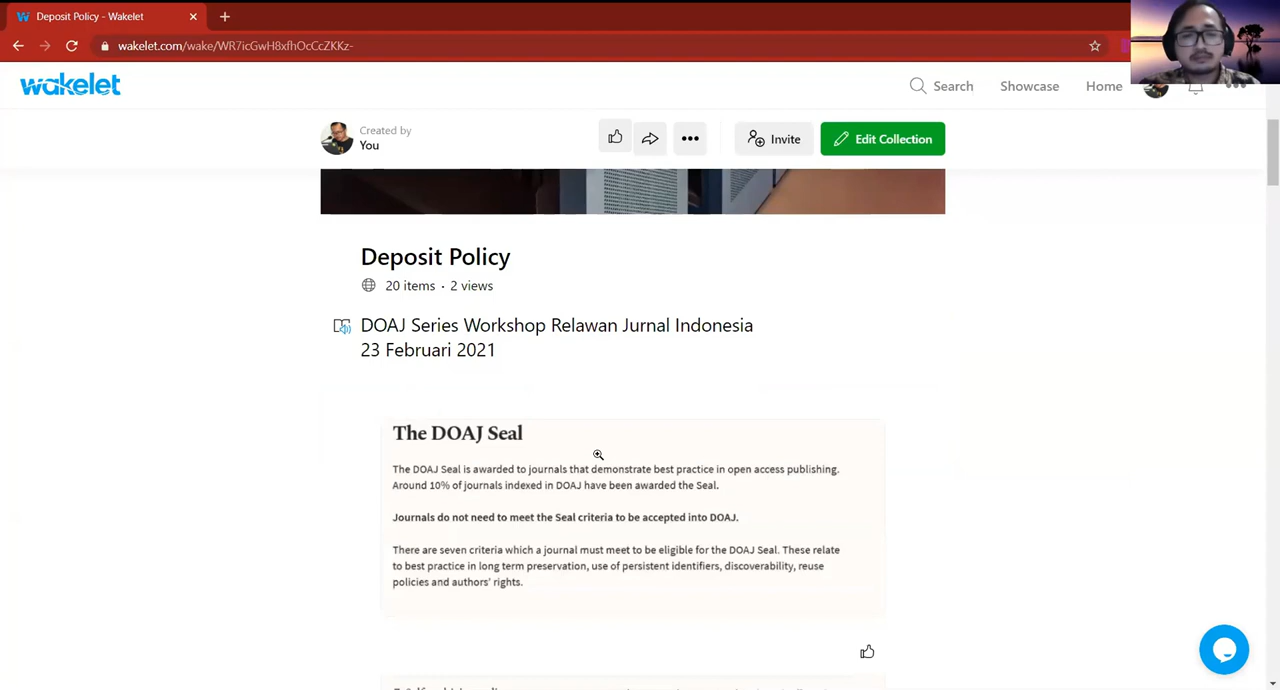 Deposit Policy - Wakelet
wakelet.com/wake/WR7icGwH8xfhOcCcZKKz-
wakelet
Search
Showcase
Home
Created by
You
Invite
Edit Collection
Deposit Policy
20 items · 2 views
DOAJ Series Workshop Relawan Jurnal Indonesia
23 Februari 2021
The DOAJ Seal
The DOAJ Seal is awarded to journals that demonstrate best practice in open access publishing.
Around 10% of journals indexed in DOAJ have been awarded the Seal.
Journals do not need to meet the Seal criteria to be accepted into DOAJ.
There are seven criteria which a journal must meet to be eligible for the DOAJ Seal. These relate
to best practice in long term preservation, use of persistent identifiers, discoverability, reuse
policies and authors' rights.